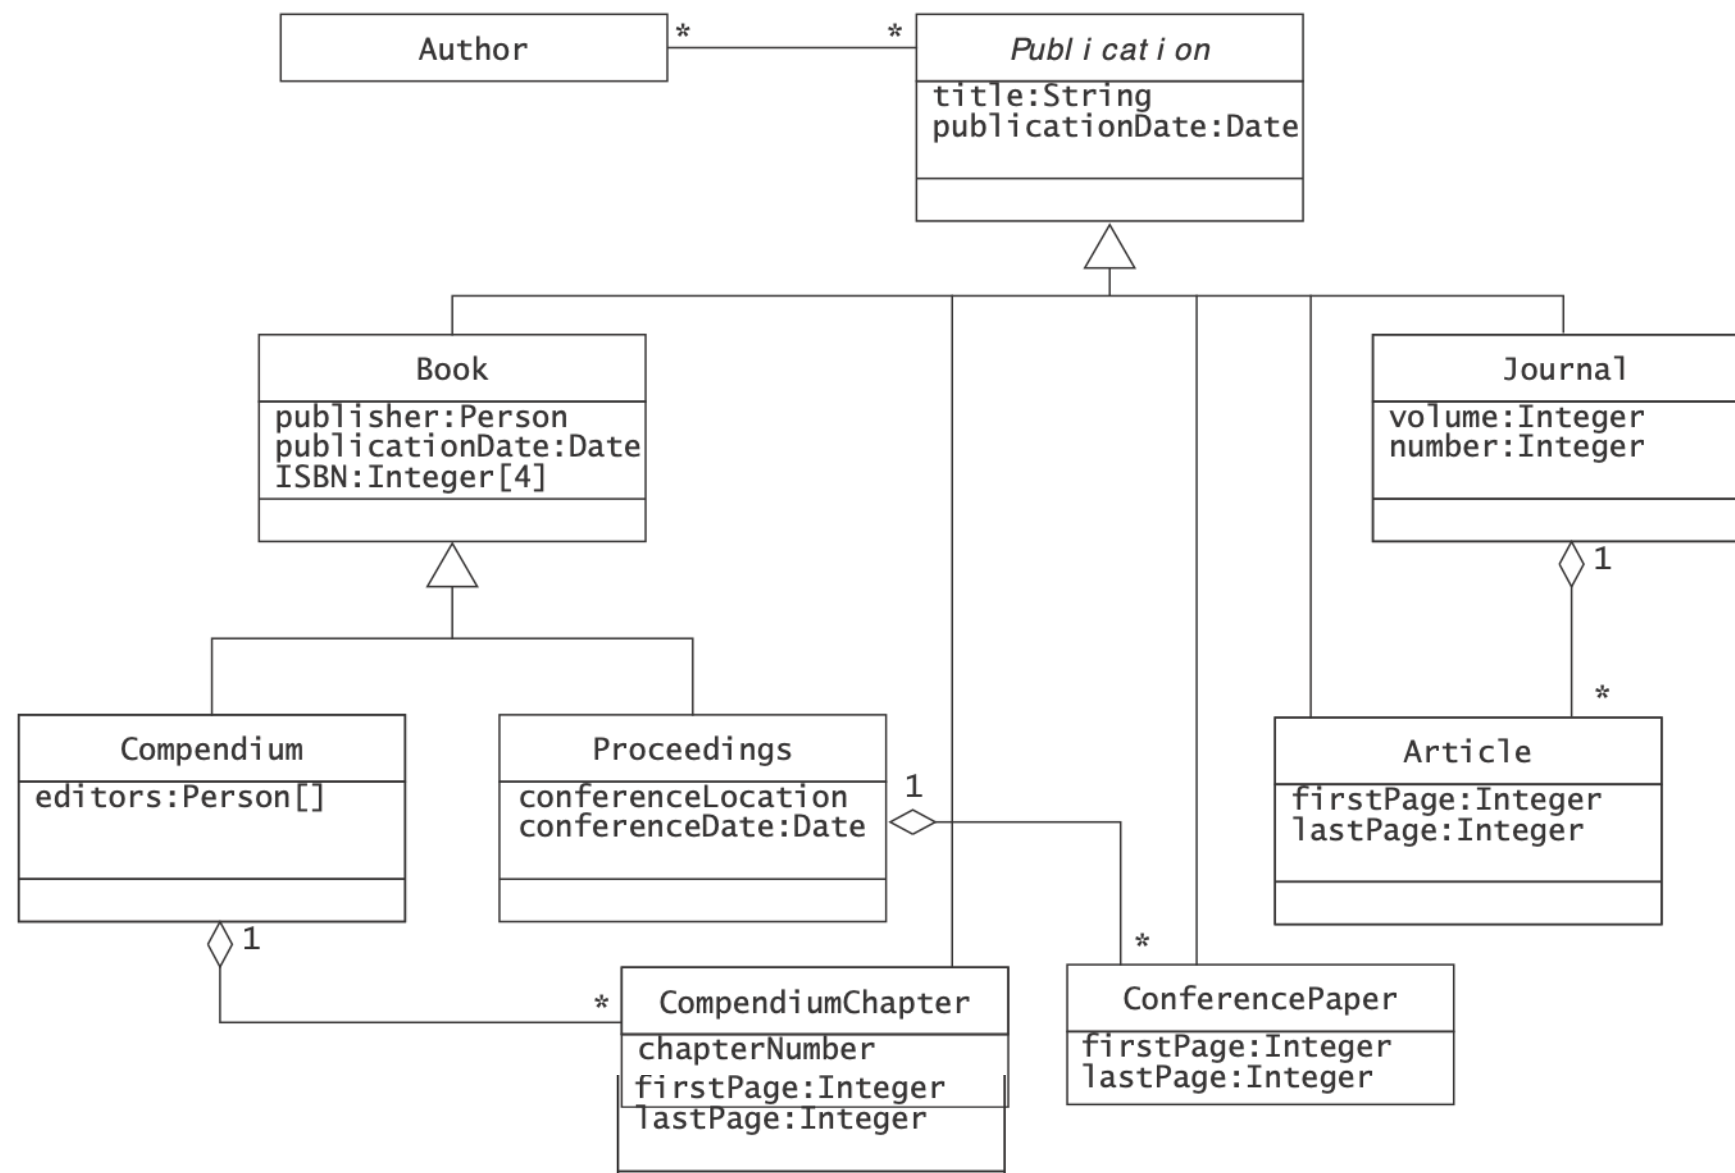 Author
*
*
Publication
title:String
publicationDate:Date
Book
publisher:Person
publicationDate:Date
ISBN:Integer[4]
Journal
volume:Integer
number:Integer
1
*
Compendium
editors:Person[]
Proceedings
conferenceLocation
conferenceDate:Date
1
*
Article
firstPage:Integer
lastPage:Integer
1
*
CompendiumChapter
chapterNumber
firstPage:Integer
lastPage:Integer
ConferencePaper
firstPage:Integer
lastPage:Integer